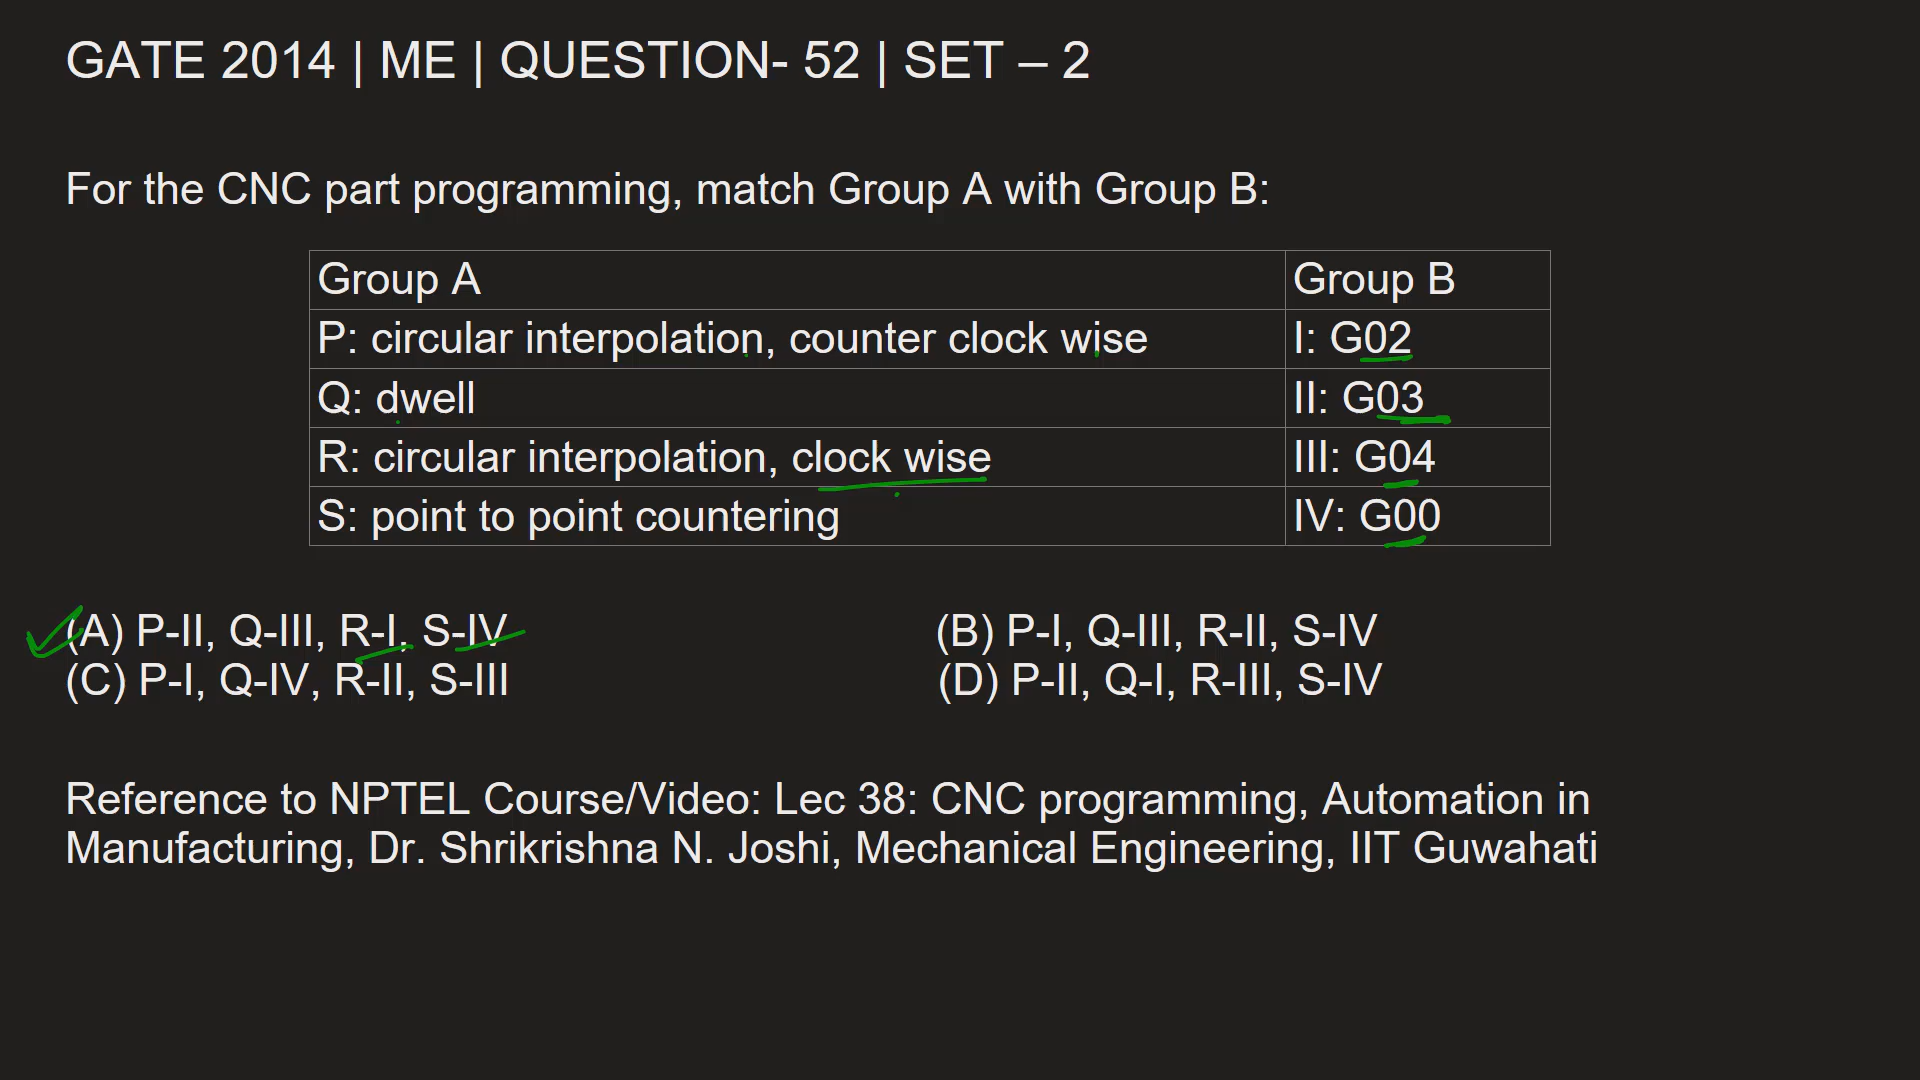 GATE 2014 | ME | QUESTION- 52 | SET – 2
For the CNC part programming, match Group A with Group B:
Group A Group B
P: circular interpolation, counter clock wise I: G02
Q: dwell II: G03
R: circular interpolation, clock wise III: G04
S: point to point countering IV: G00
(A) P-II, Q-III, R-I, S-IV (B) P-I, Q-III, R-II, S-IV
(C) P-I, Q-IV, R-II, S-III (D) P-II, Q-I, R-III, S-IV
Reference to NPTEL Course/Video: Lec 38: CNC programming, Automation in
Manufacturing, Dr. Shrikrishna N. Joshi, Mechanical Engineering, IIT Guwahati